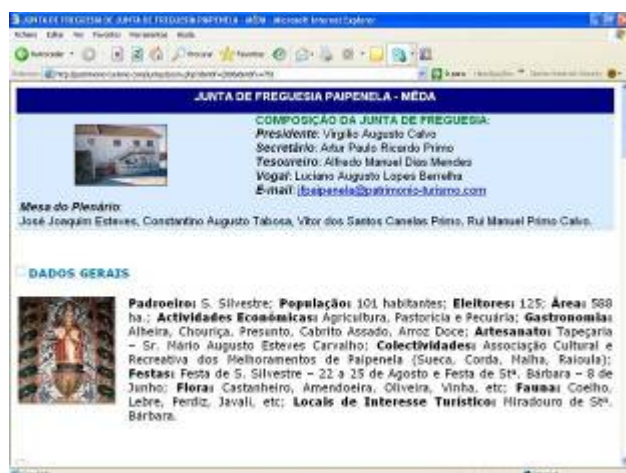 JUNTA DE FREGUESIA PAIPENELA - MÊDA
COMPOSIÇÃO DA JUNTA DE FREGUESIA:
Presidente: Virgílio Augusto Calvo
Secretário: Artur Paulo Ricardo Primo
Tesoureiro: Alfredo Manuel Dias Mendes
Vogal: Luciano Augusto Lopes Berrelha
E-mail: jfpaipenela@patrimonio-turismo.com
Mesa do Plenário:
José Joaquim Esteves, Constantino Augusto Tabosa, Vitor dos Santos Canelas Primo, Rui Manuel Primo Calvo.
DADOS GERAIS
Padroeiro: S. Silvestre; População: 101 habitantes; Eleitores: 125; Área: 588
ha.; Actividades Económicas: Agricultura, Pastorícia e Pecuária; Gastronomia:
Alheira, Chouriça, Presunto, Cabrito Assado, Arroz Doce; Artesanato: Tapeçaria
– Sr. Mário Augusto Esteves Carvalho; Colectividades: Associação Cultural e
Recreativa dos Melhoramentos de Paipenela (Sueca, Corda, Malha, Raioula);
Festas: Festa de S. Silvestre – 22 a 25 de Agosto e Festa de Stª. Bárbara – 8 de
Junho; Flora: Castanheiro, Amendoeira, Oliveira, Vinha, etc; Fauna: Coelho,
Lebre, Perdiz, Javali, etc; Locais de Interesse Turístico: Miradouro de Stª.
Bárbara.